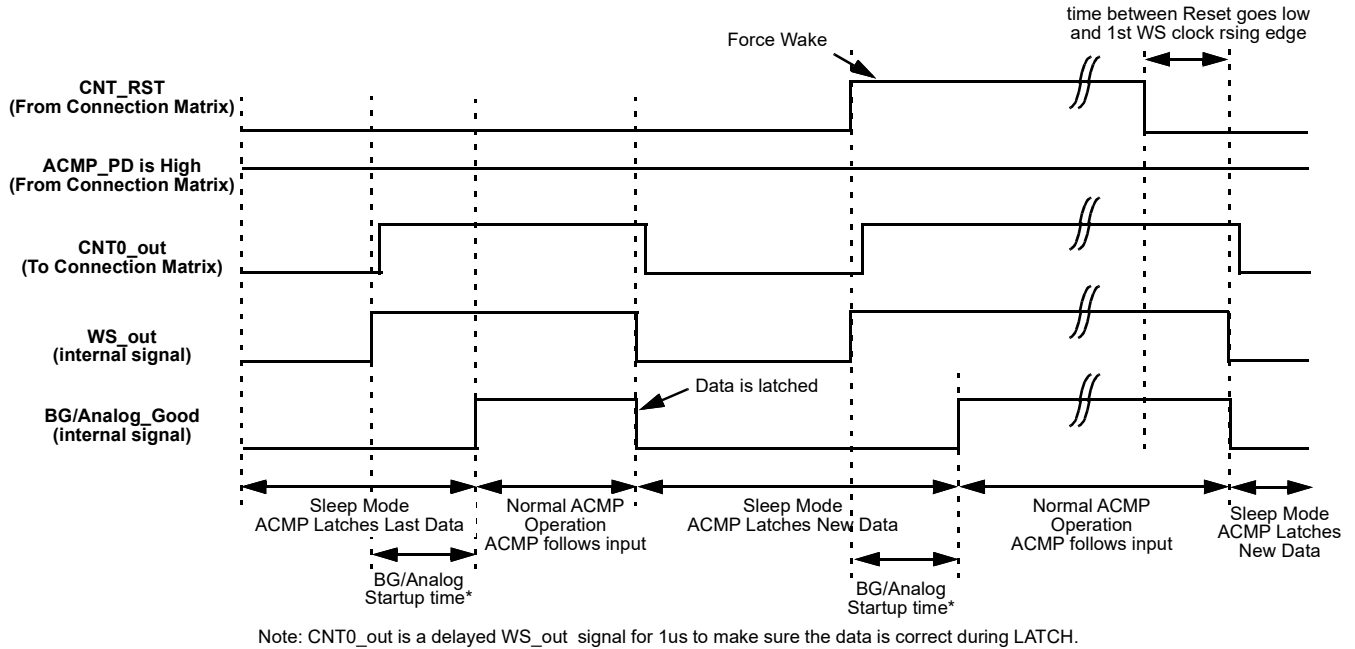 time between Reset goes low
and 1st WS clock rsing edge
Force Wake
CNT_RST
(From Connection Matrix)
ACMP_PD is High
(From Connection Matrix)
CNT0_out
(To Connection Matrix)
WS_out
(internal signal)
Data is latched
BG/Analog_Good
(internal signal)
Sleep Mode
ACMP Latches Last Data
Normal ACMP
Operation
ACMP follows input
Sleep Mode
ACMP Latches New Data
Normal ACMP
Operation
ACMP follows input
Sleep Mode
ACMP Latches
New Data
BG/Analog
Startup time*
BG/Analog
Startup time*
Note: CNT0_out is a delayed WS_out signal for 1us to make sure the data is correct during LATCH.